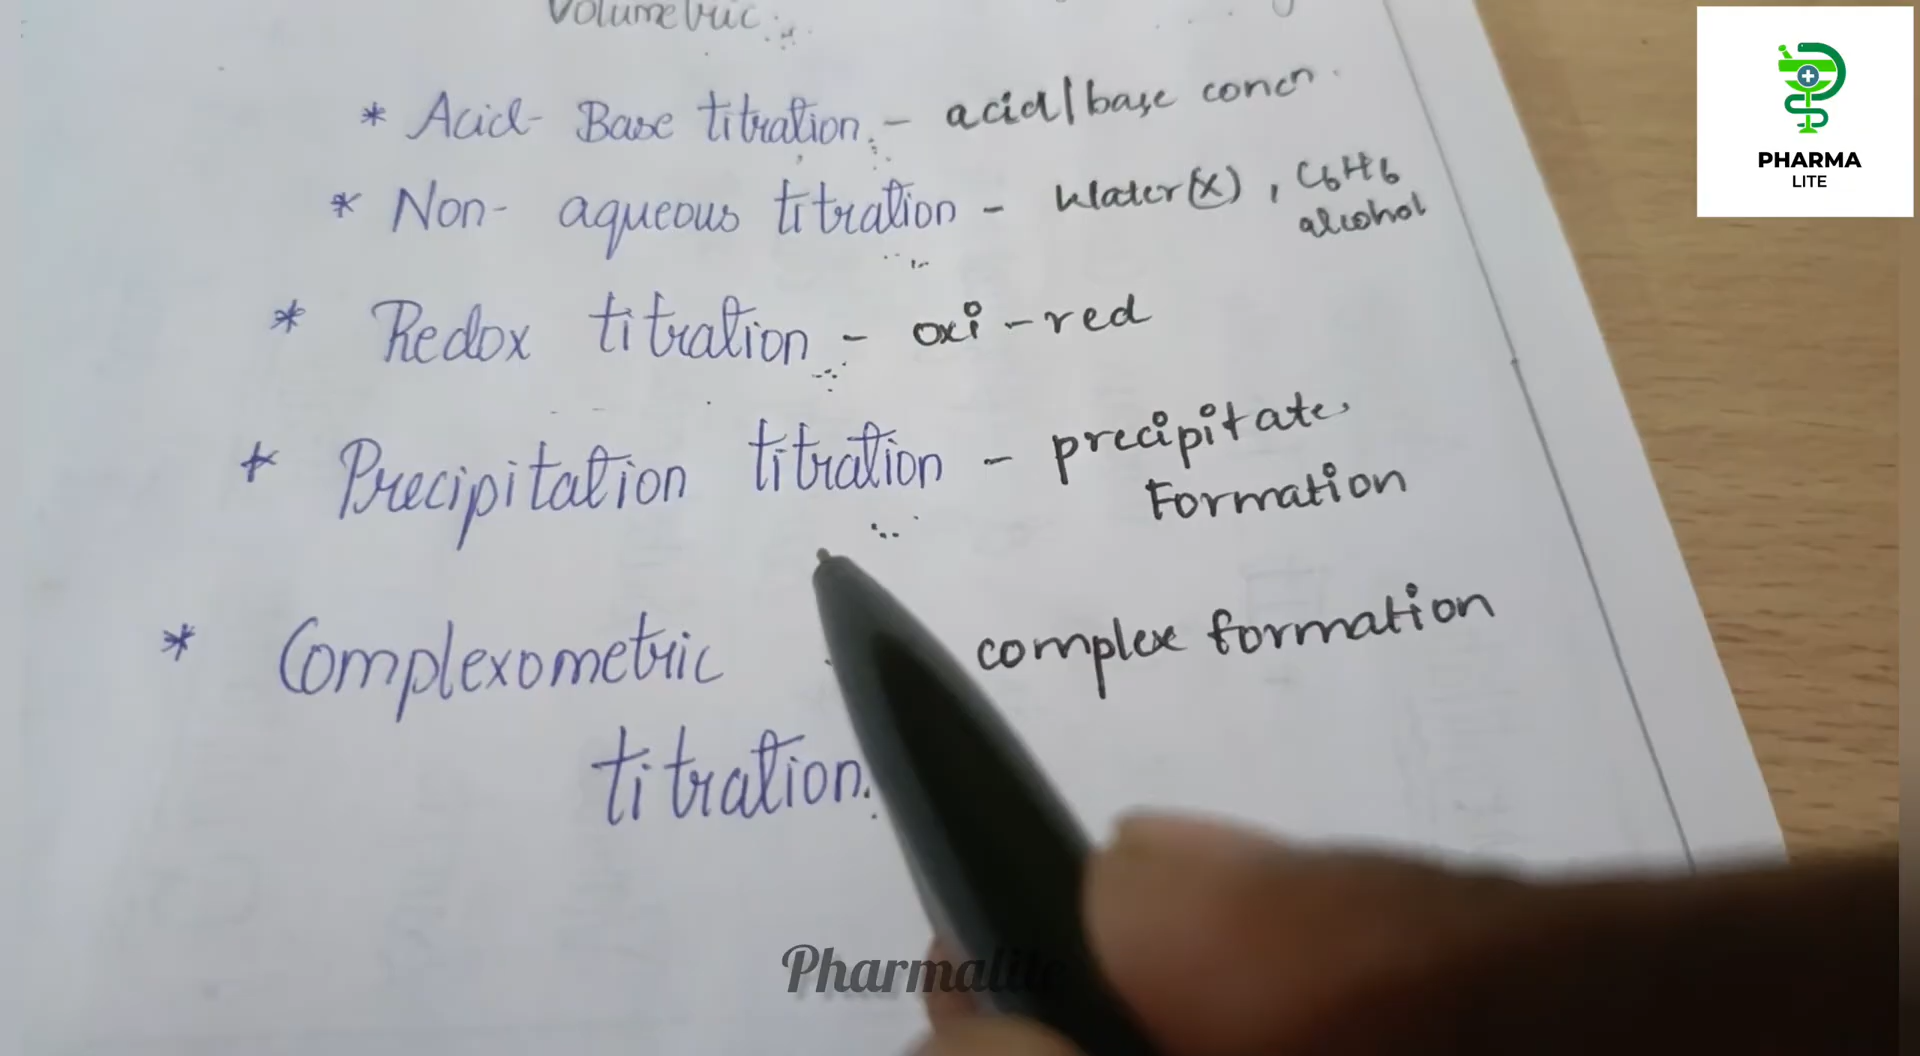 Volumetric
* Acid- Base titration. - acid/base concn
* Non- aqueous titration - Water(x), C6H6
alcohol
* Redox titration - oxi-red
* Precipitation titration - precipitate
Formation
* Complexometric complex formation
titration.
PHARMA
LITE
Pharmalite